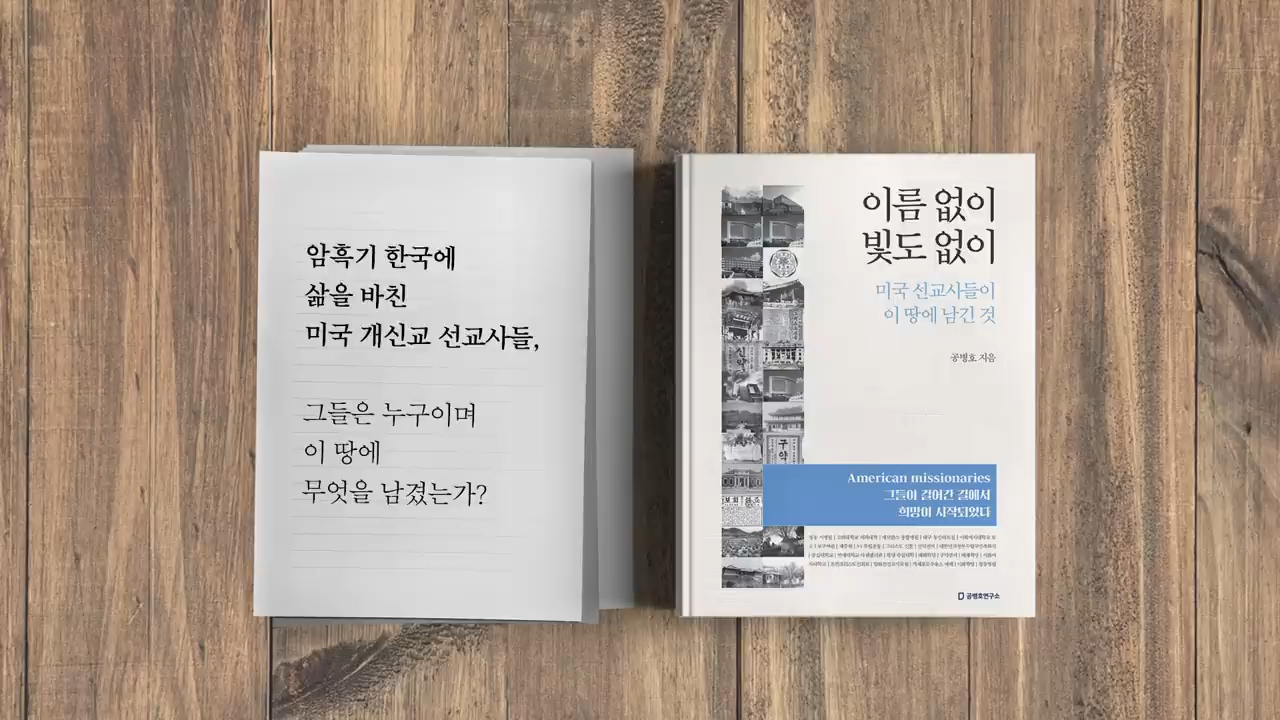 암흑기 한국에
삶을 바친
미국 개신교 선교사들,
그들은 누구이며
이 땅에
무엇을 남겼는가?
이름 없이
빛도 없이
미국 선교사들이
이 땅에 남긴 것
공병호 지음
구약
American missionaries
그들이 걸어간 길에서
희망이 시작되었다
공병호연구소